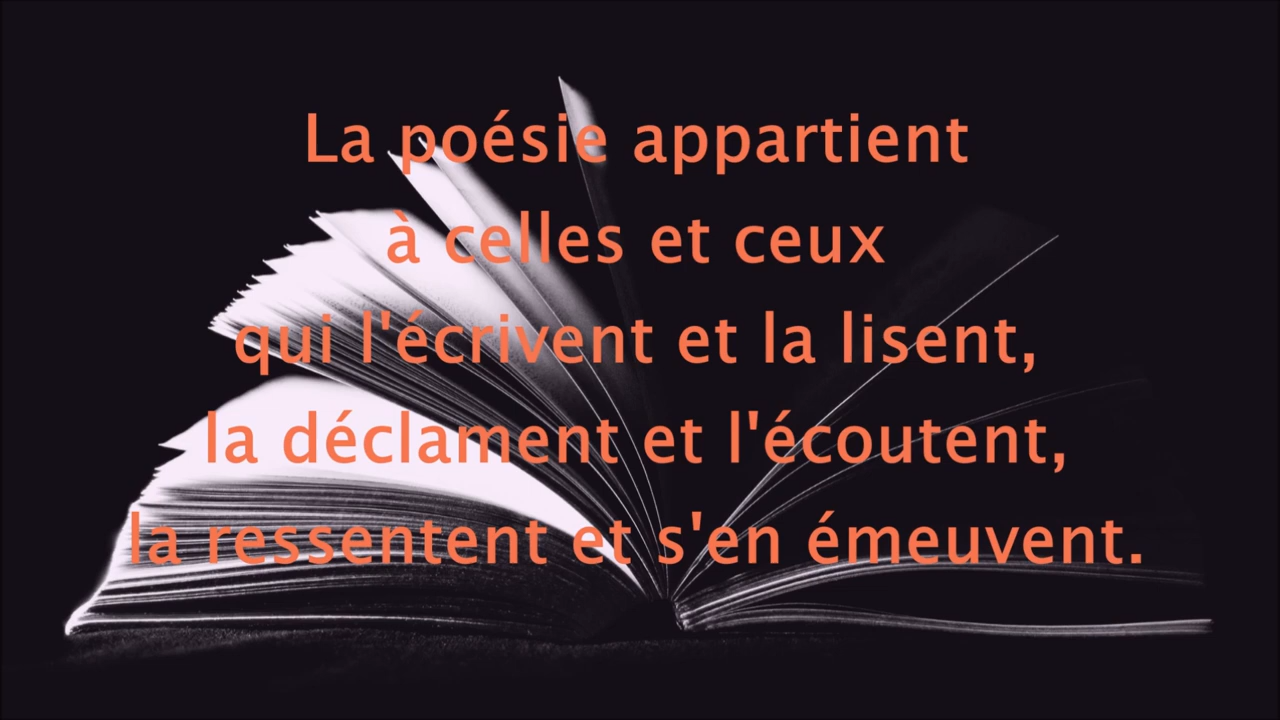 La poésie appartient
à celles et ceux
qui l'écrivent et la lisent,
la déclament et l'écoutent,
la ressentent et s'en émeuvent.